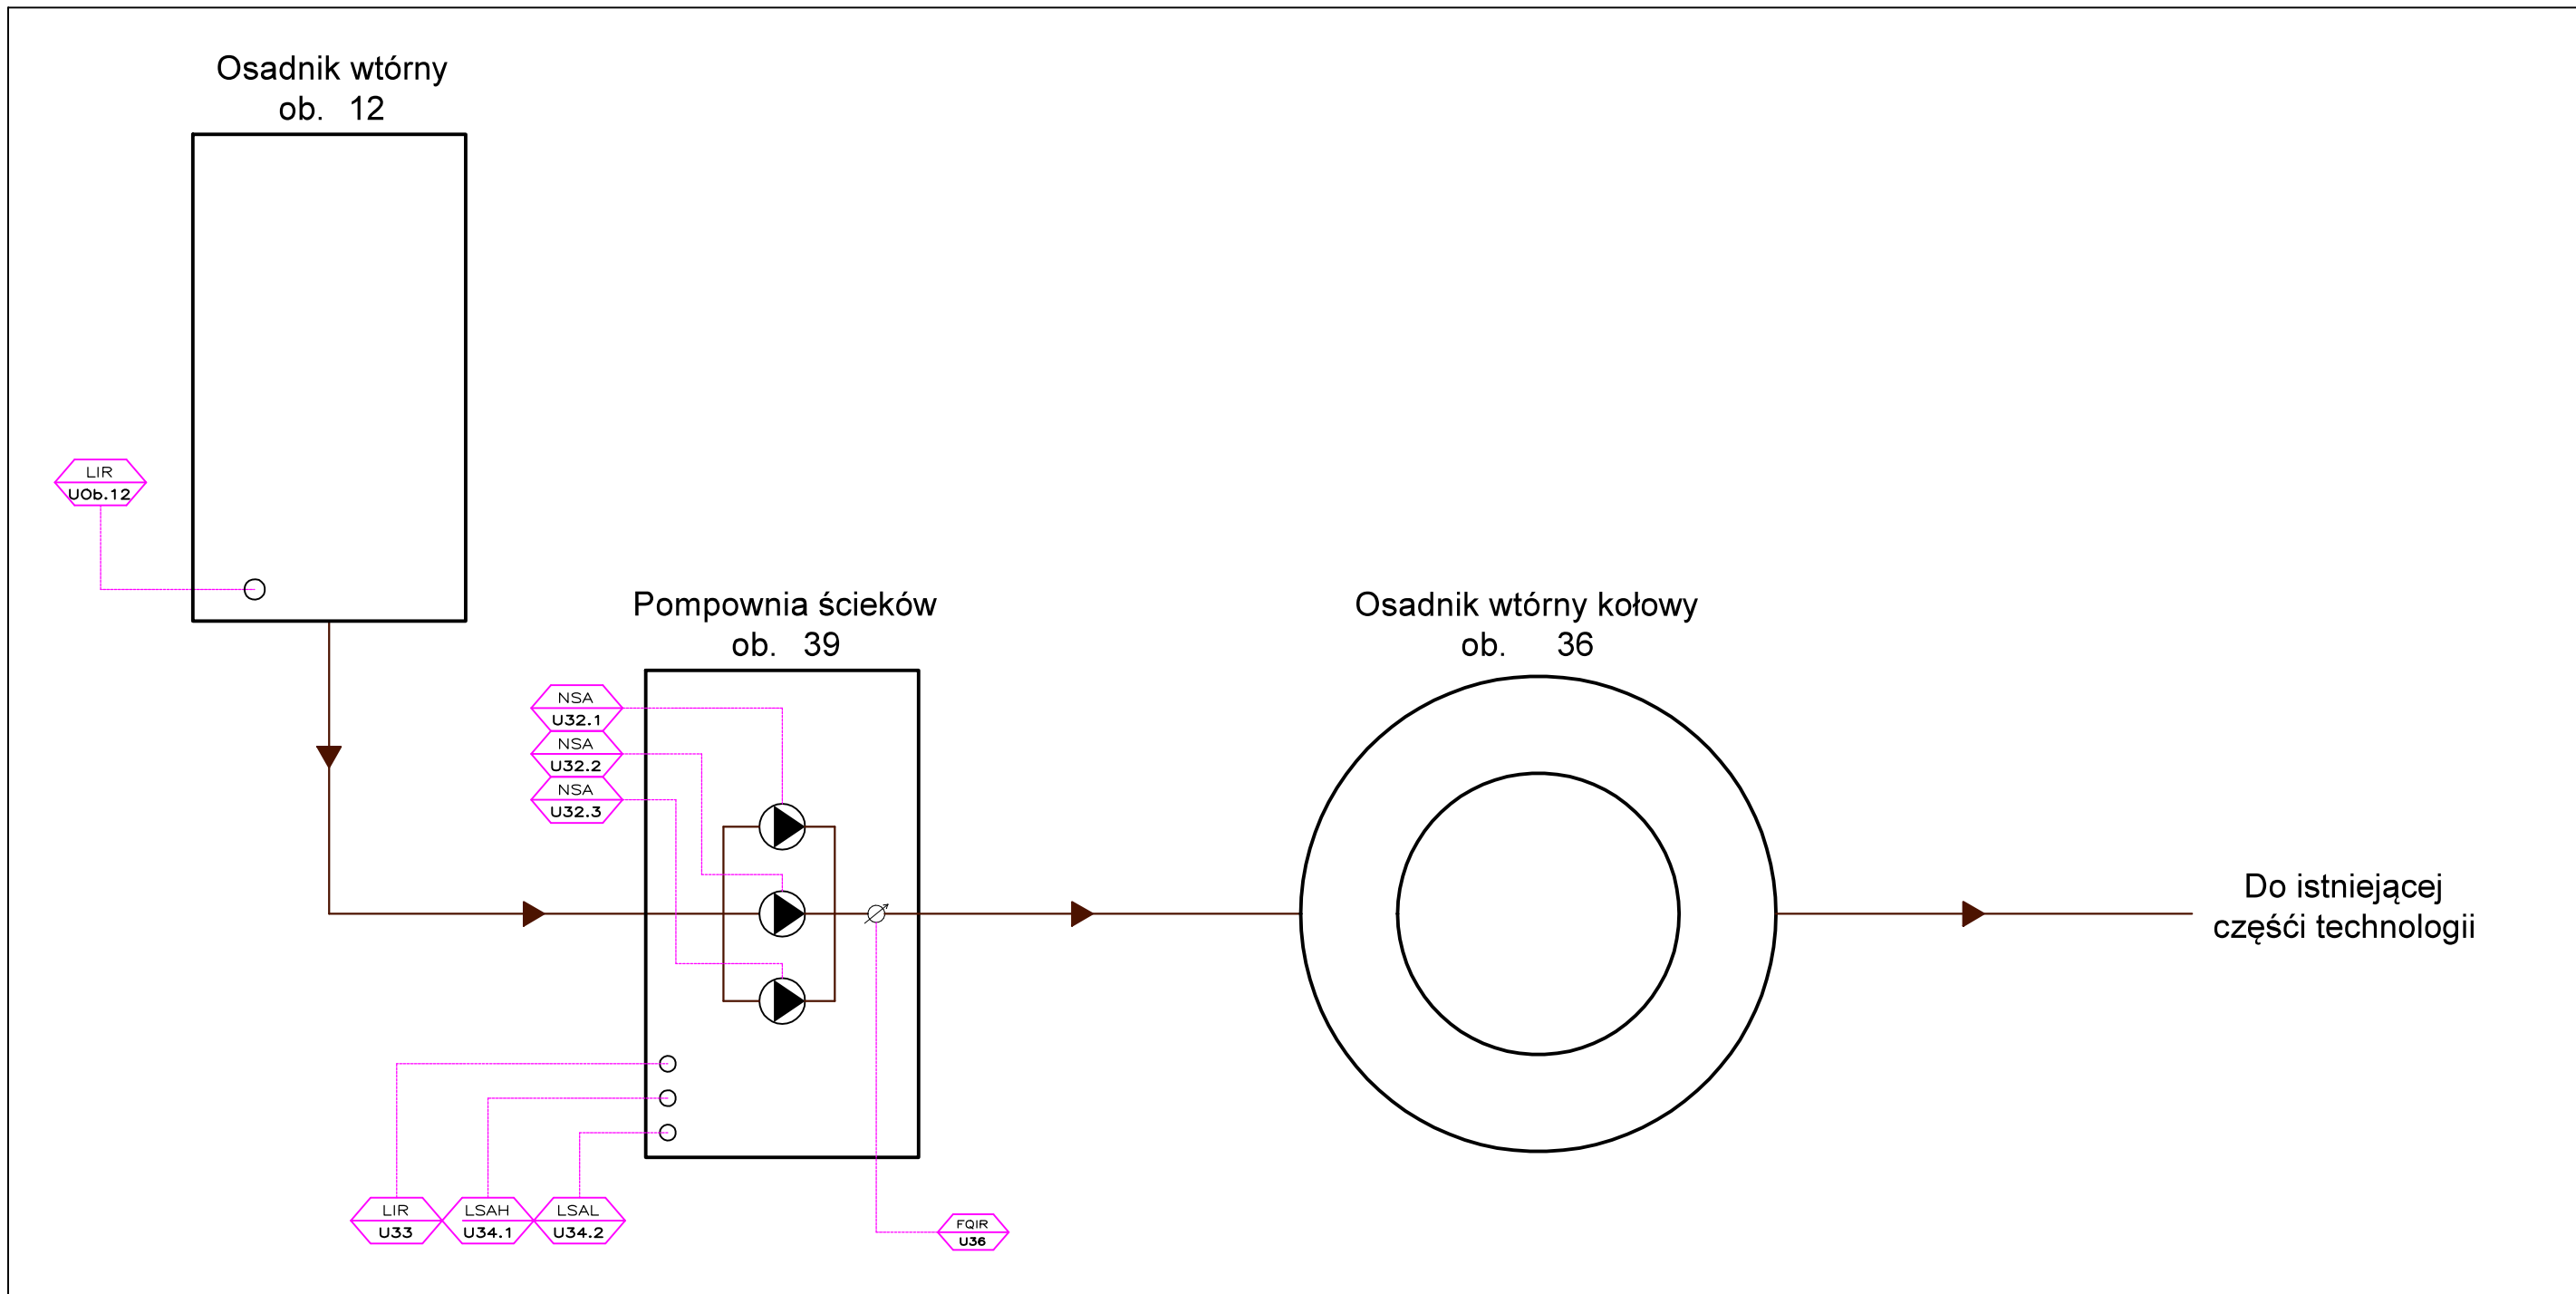 Osadnik wtórny
ob. 12
LIR
UOb.12
Pompownia ścieków
ob. 39
Osadnik wtórny kołowy
ob. 36
NSA
U32.1
NSA
U32.2
NSA
U32.3
Do istniejącej
częśći technologii
LIR
U33
LSAH
U34.1
LSAL
U34.2
FQIR
U36